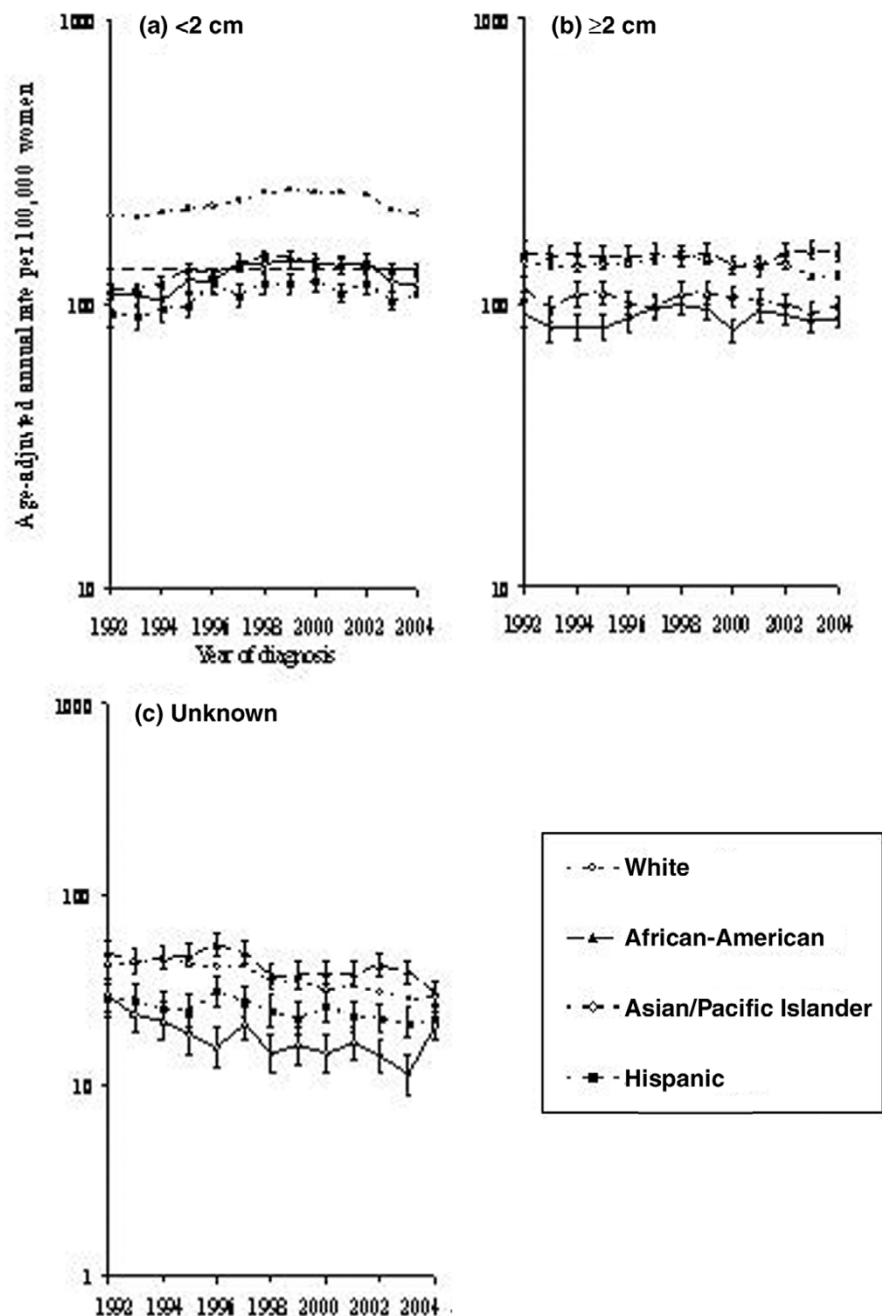 (a) <2 cm
1000
100
10
1992 1994 1996 1998 2000 2002 2004
Year of diagnosis
Age-adjusted annual rate per 100,000 women
(b) ≥2 cm
1000
100
10
1992 1994 1996 1998 2000 2002 2004
(c) Unknown
1000
100
10
1
1992 1994 1996 1998 2000 2002 2004
White
African-American
Asian/Pacific Islander
Hispanic